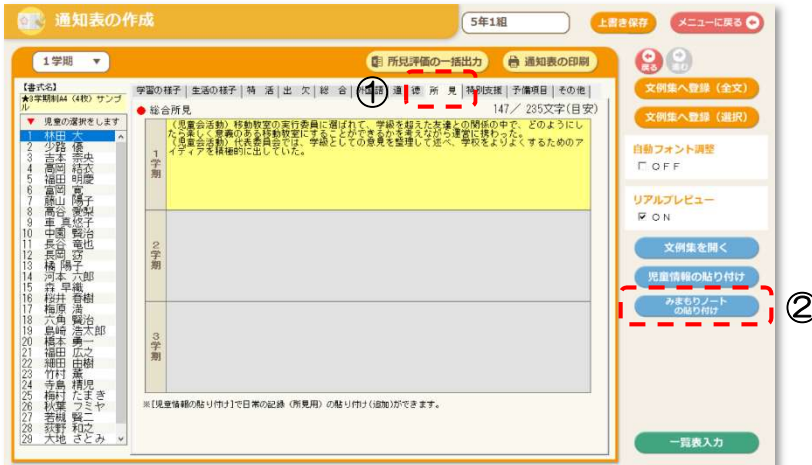 通知表の作成
5年1組
上書き保存
メニューに戻る
1学期 ▼
所見評価の一括出力
通知表の印刷
戻る
進む
【書式名】
★3学期制A4（4枚）サンプル
▼ 児童の選択をします
1 林田 大
2 少路 優
3 吉本 奈央
4 高岡 結衣
5 福田 明慶
6 富岡 寛
7 藤山 陽子
8 高谷 愛梨
9 車 真悠子
10 中園 賢治
11 長谷 竜也
12 長岡
13 橘 陽子
14 河本 六郎
15 森 早織
16 桜井 春樹
17 梅原 満
18 六角 賢治
19 島崎 浩太郎
20 橋本 勇一
21 福田 広之
22 細田 由樹
23 竹村 薫
24 寺島 精児
25 梅村 たまき
26 秋葉 フミヤ
27 若槻 賢二
28 荻野 和之
29 大地 さとみ
学習の様子 生活の様子 特 活 出 欠 総 合 外国語 道 徳 所 見 特別支援 予備項目 その他
①
● 総合所見
147／ 235文字(目安)
1学期
（児童会活動）移動教室の実行委員に選ばれて、学級を超えた友達との関係の中で、どのようにし
たら楽しく意義のある移動教室にすることができるかを考えながら運営に携わった。
（児童会活動）代表委員会では、学級としての意見を整理して述べ、学校をよりよくするためのア
イディアを積極的に出していた。
2学期
3学期
※[児童情報の貼り付け]で日常の記録（所見用）の貼り付け(追加)ができます。
文例集へ登録（全文）
文例集へ登録（選択）
自動フォント調整
OFF
リアルプレビュー
ON
文例集を開く
児童情報の貼り付け
みまもりノート
の貼り付け
②
一覧表入力